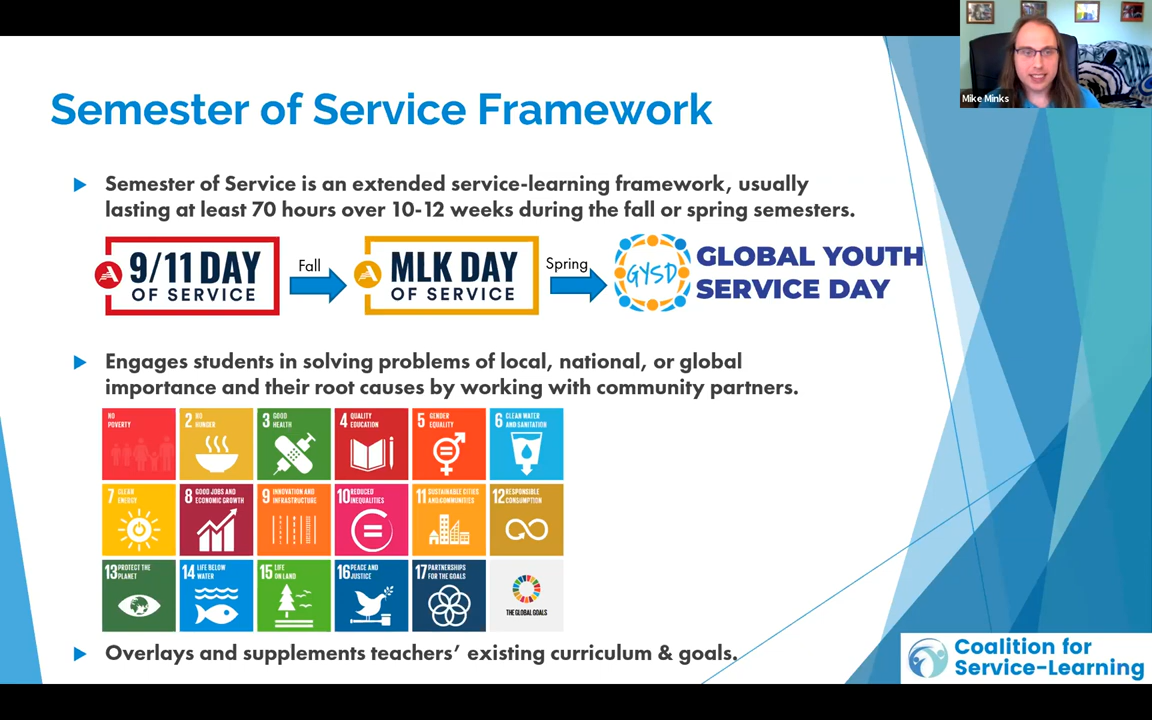 Mike Minks
Semester of Service Framework
Semester of Service is an extended service-learning framework, usually
lasting at least 70 hours over 10-12 weeks during the fall or spring semesters.
9/11 DAY
OF SERVICE
Fall
MLK DAY
OF SERVICE
Spring
GYSD
GLOBAL YOUTH
SERVICE DAY
Engages students in solving problems of local, national, or global
importance and their root causes by working with community partners.
NO
POVERTY
2 NO
HUNGER
3 GOOD
HEALTH
4 QUALITY
EDUCATION
5 GENDER
EQUALITY
6 CLEAN WATER
AND SANITATION
7 CLEAN
ENERGY
8 GOOD JOBS AND
ECONOMIC GROWTH
9 INNOVATION AND
INFRASTRUCTURE
10 REDUCED
INEQUALITIES
11 SUSTAINABLE CITIES
AND COMMUNITIES
12 RESPONSIBLE
CONSUMPTION
13 PROTECT THE
PLANET
14 LIFE BELOW
WATER
15 LIFE
ON LAND
16 PEACE AND
JUSTICE
17 PARTNERSHIPS
FOR THE GOALS
THE GLOBAL GOALS
Overlays and supplements teachers' existing curriculum & goals.
Coalition for
Service-Learning